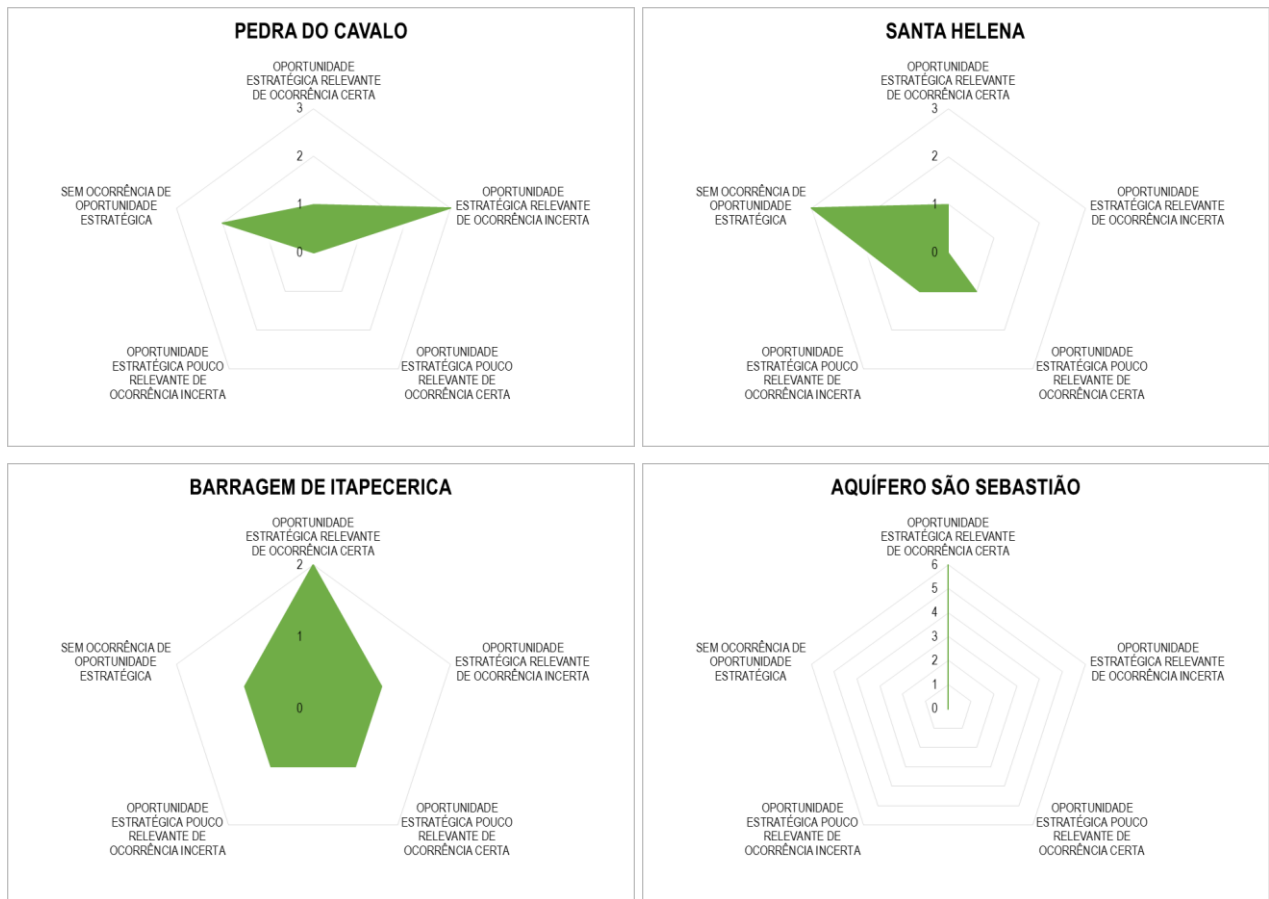 PEDRA DO CAVALO
OPORTUNIDADE
ESTRATÉGICA RELEVANTE
DE OCORRÊNCIA CERTA
3
2
1
0
SEM OCORRÊNCIA DE
OPORTUNIDADE
ESTRATÉGICA
OPORTUNIDADE
ESTRATÉGICA RELEVANTE
DE OCORRÊNCIA INCERTA
OPORTUNIDADE
ESTRATÉGICA POUCO
RELEVANTE DE
OCORRÊNCIA INCERTA
OPORTUNIDADE
ESTRATÉGICA POUCO
RELEVANTE DE
OCORRÊNCIA CERTA
SANTA HELENA
OPORTUNIDADE
ESTRATÉGICA RELEVANTE
DE OCORRÊNCIA CERTA
3
2
1
0
SEM OCORRÊNCIA DE
OPORTUNIDADE
ESTRATÉGICA
OPORTUNIDADE
ESTRATÉGICA RELEVANTE
DE OCORRÊNCIA INCERTA
OPORTUNIDADE
ESTRATÉGICA POUCO
RELEVANTE DE
OCORRÊNCIA INCERTA
OPORTUNIDADE
ESTRATÉGICA POUCO
RELEVANTE DE
OCORRÊNCIA CERTA
BARRAGEM DE ITAPECERICA
OPORTUNIDADE
ESTRATÉGICA RELEVANTE
DE OCORRÊNCIA CERTA
2
1
0
SEM OCORRÊNCIA DE
OPORTUNIDADE
ESTRATÉGICA
OPORTUNIDADE
ESTRATÉGICA RELEVANTE
DE OCORRÊNCIA INCERTA
OPORTUNIDADE
ESTRATÉGICA POUCO
RELEVANTE DE
OCORRÊNCIA INCERTA
OPORTUNIDADE
ESTRATÉGICA POUCO
RELEVANTE DE
OCORRÊNCIA CERTA
AQUÍFERO SÃO SEBASTIÃO
OPORTUNIDADE
ESTRATÉGICA RELEVANTE
DE OCORRÊNCIA CERTA
6
5
4
3
2
1
0
SEM OCORRÊNCIA DE
OPORTUNIDADE
ESTRATÉGICA
OPORTUNIDADE
ESTRATÉGICA RELEVANTE
DE OCORRÊNCIA INCERTA
OPORTUNIDADE
ESTRATÉGICA POUCO
RELEVANTE DE
OCORRÊNCIA INCERTA
OPORTUNIDADE
ESTRATÉGICA POUCO
RELEVANTE DE
OCORRÊNCIA CERTA